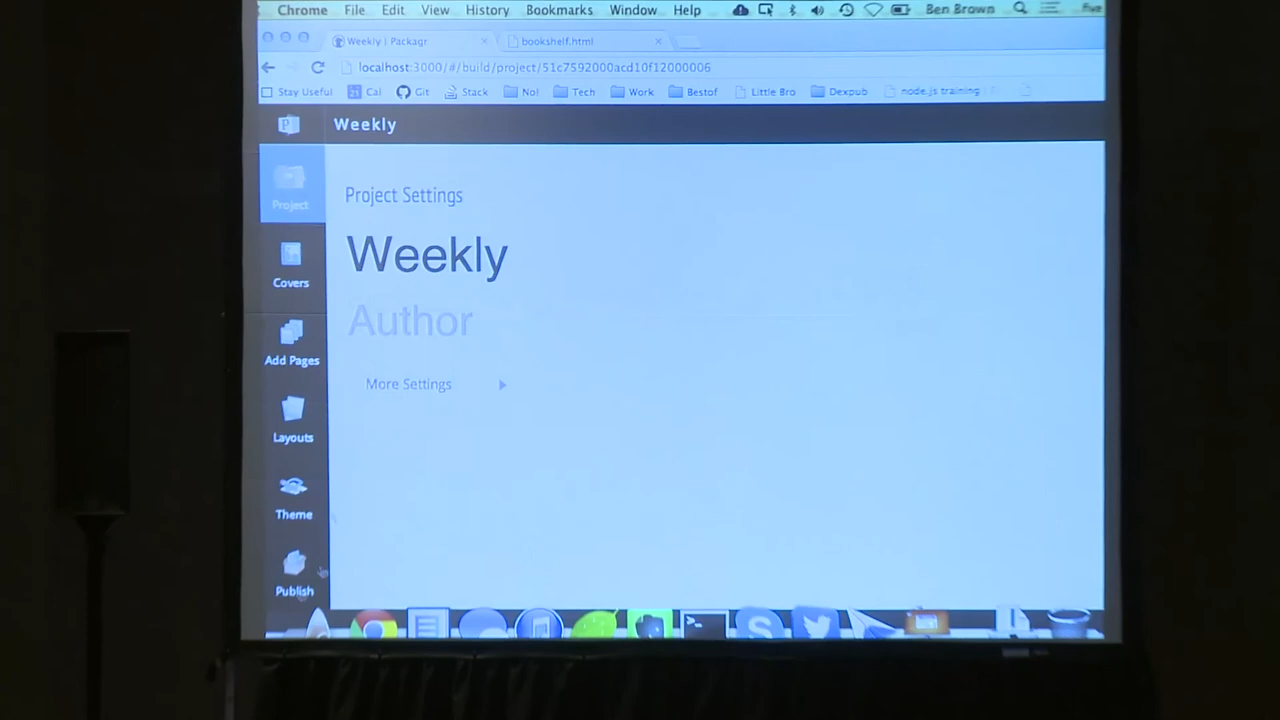 Chrome File Edit View History Bookmarks Window Help Ben Brown
Weekly | Packagr
bookshelf.html
localhost:3000/#/build/project/51c7592000acd10f12000006
Stay Useful Cal Git Stack No! Tech Work Bestof Little Bro Dexpub node.js training
Weekly
Project
Project Settings
Weekly
Covers
Author
Add Pages
More Settings
Layouts
Theme
Publish